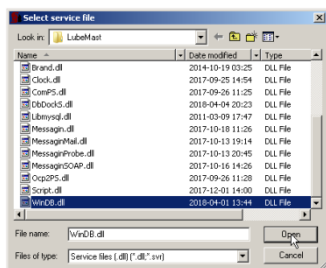 Select service file
Look in: LubeMast
Name Date modified Type
Brand.dll 2014-10-19 03:25 DLL File
Clock.dll 2017-09-25 14:54 DLL File
ComPS.dll 2017-09-26 11:25 DLL File
DbDockS.dll 2018-04-04 20:23 DLL File
Libmysql.dll 2011-03-09 17:47 DLL File
Messagin.dll 2017-10-18 11:26 DLL File
MessaginMail.dll 2017-10-13 19:14 DLL File
MessaginProbe.dll 2017-10-13 20:45 DLL File
MessaginSOAP.dll 2017-10-16 14:26 DLL File
Ocp2PS.dll 2017-09-26 11:28 DLL File
Script.dll 2017-12-01 14:00 DLL File
WinDB.dll 2018-04-01 13:44 DLL File
File name: WinDB.dll Open
Files of type: Service files (.dll;*.svr) (*.dll;*.svr) Cancel